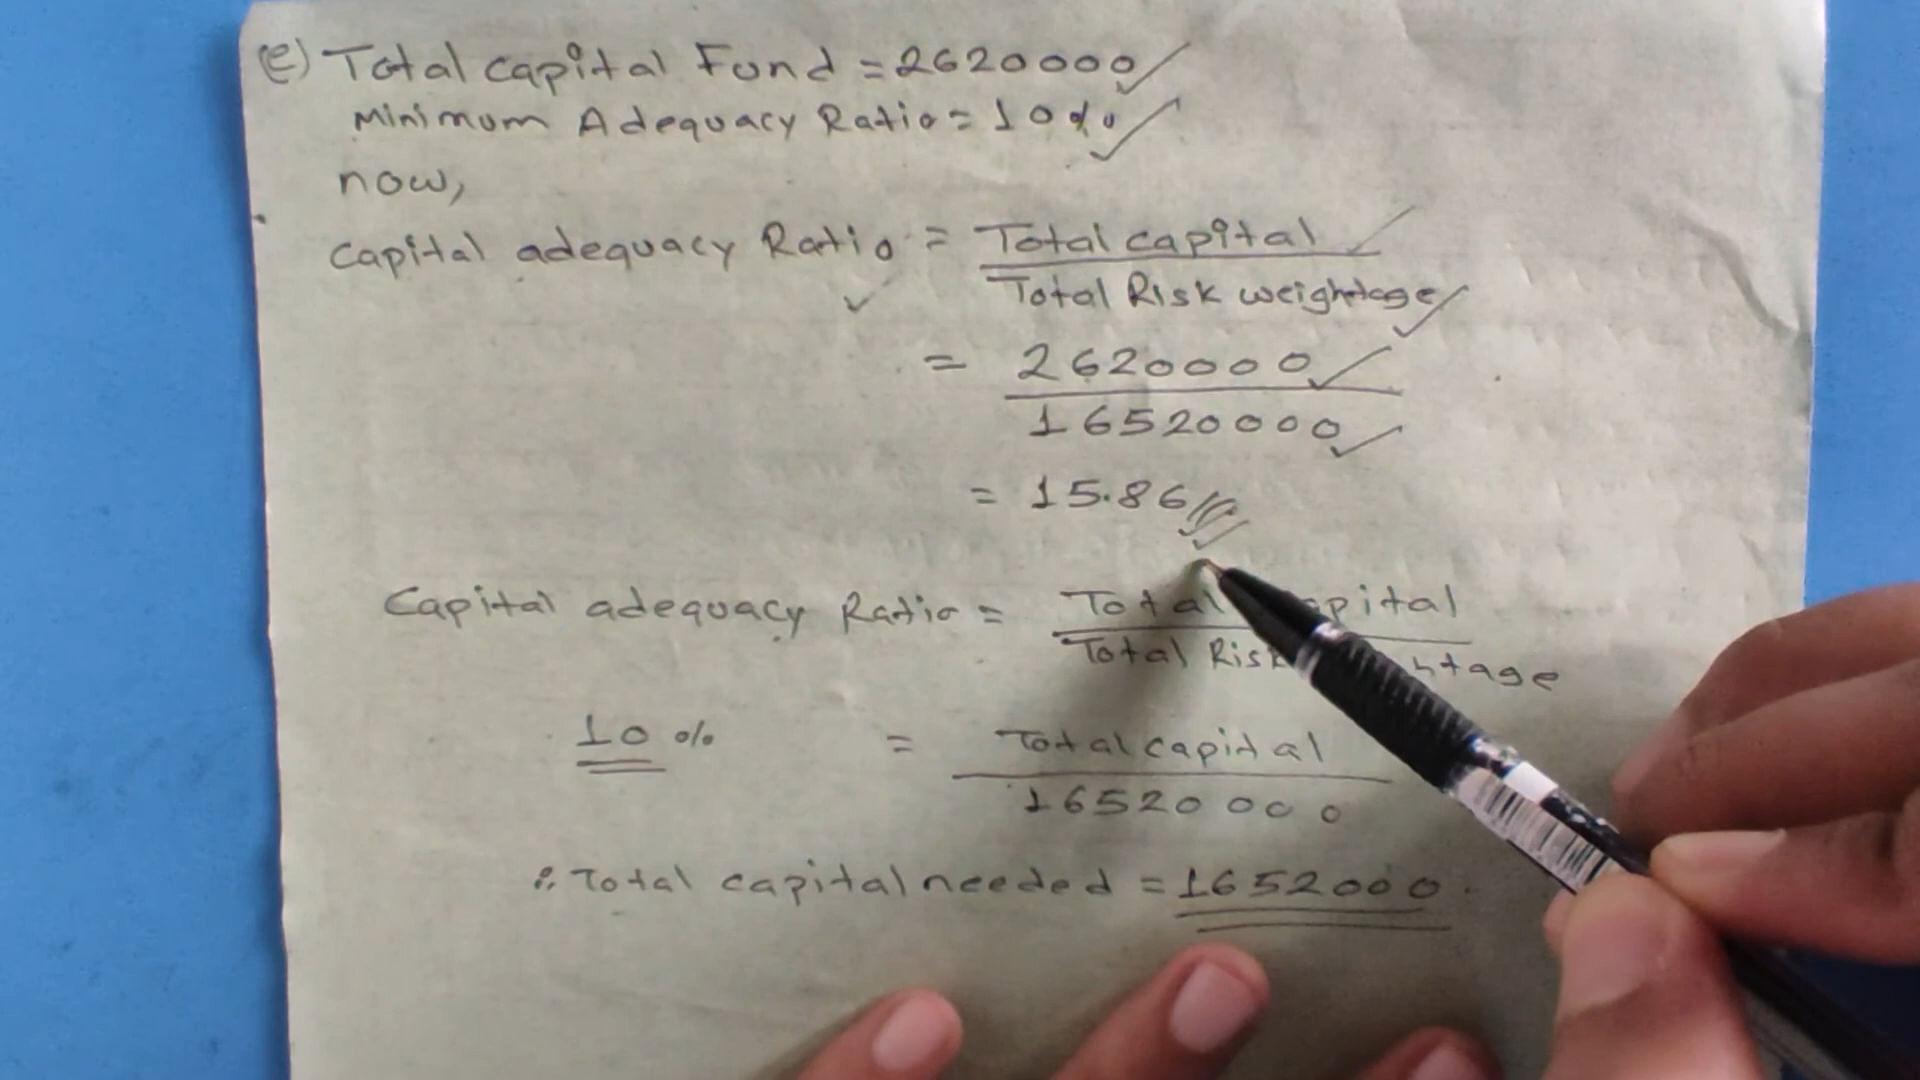 (e) Total capital Fund = 2620000
Minimum Adequacy Ratio = 10%
now,
Capital adequacy Ratio = Total capital
Total Risk weightage
= 2620000
16520000
= 15.86
Capital adequacy Ratio = Total
Total
10% = Total capital
16520000
∴ Total capital needed = 1652000